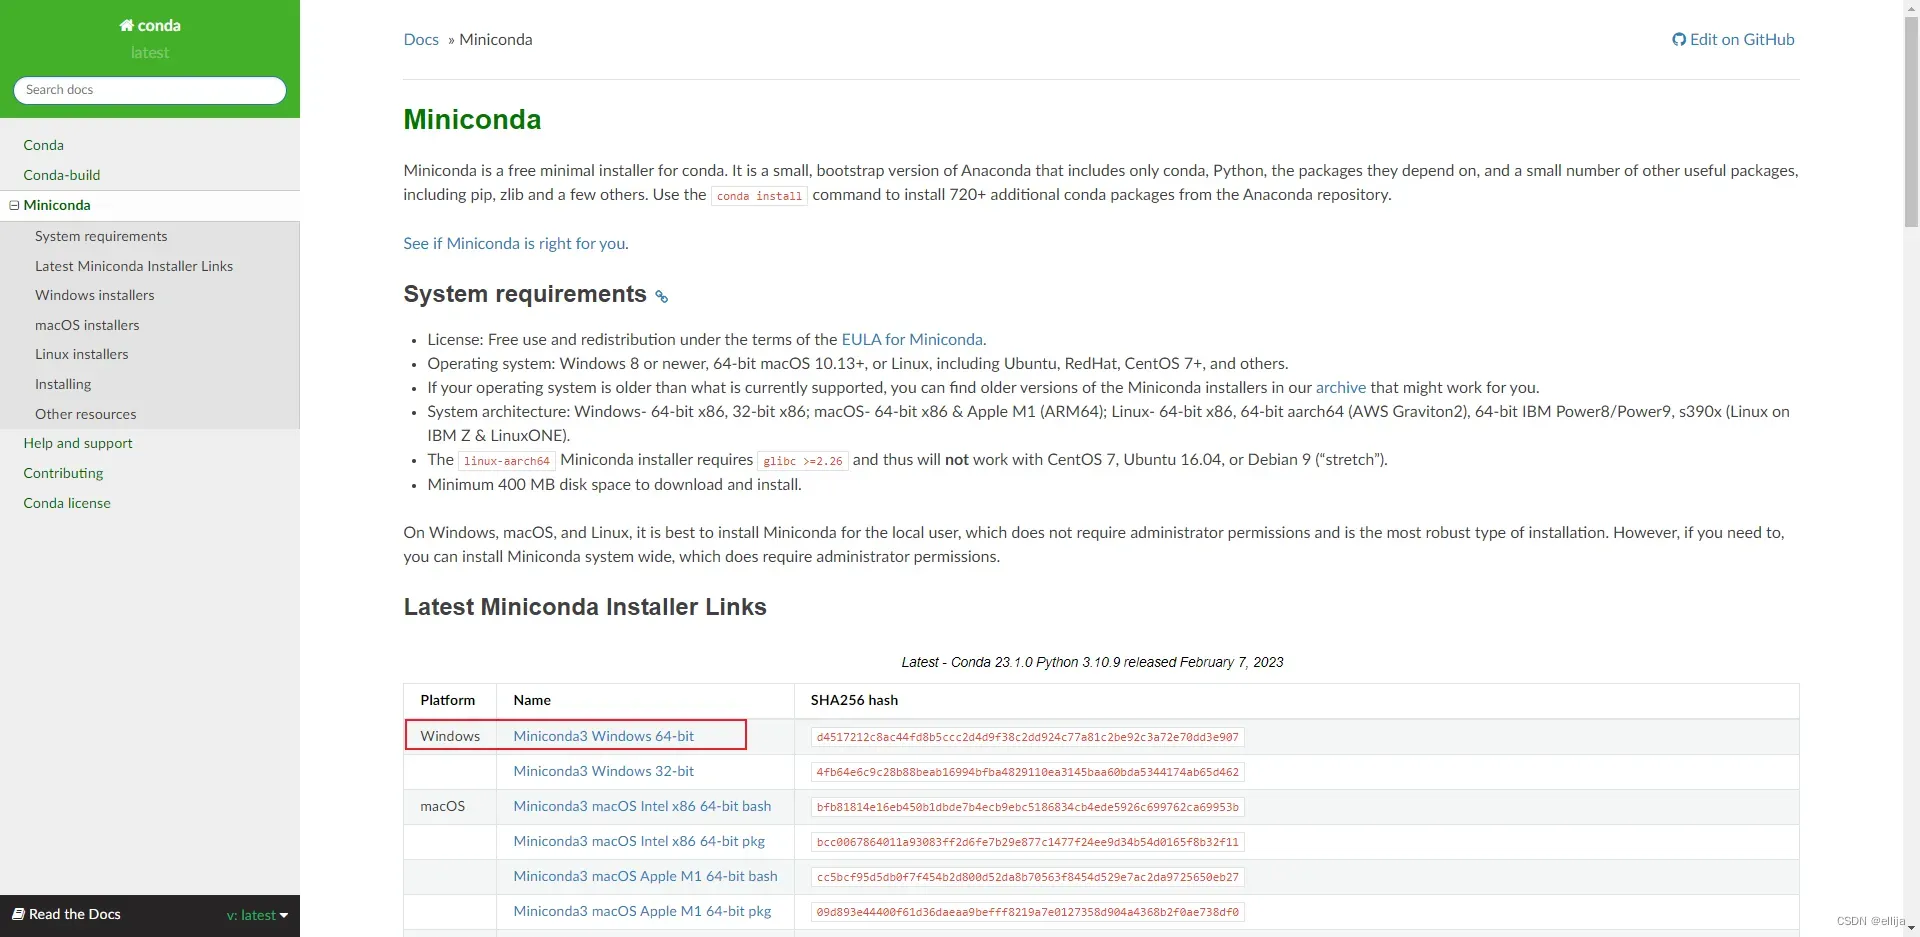 conda
latest
Search docs
Conda
Conda-build
Miniconda
System requirements
Latest Miniconda Installer Links
Windows installers
macOS installers
Linux installers
Installing
Other resources
Help and support
Contributing
Conda license
Read the Docs
v: latest
Docs » Miniconda
Edit on GitHub
Miniconda
Miniconda is a free minimal installer for conda. It is a small, bootstrap version of Anaconda that includes only conda, Python, the packages they depend on, and a small number of other useful packages,
including pip, zlib and a few others. Use the conda install command to install 720+ additional conda packages from the Anaconda repository.
See if Miniconda is right for you.
System requirements
• License: Free use and redistribution under the terms of the EULA for Miniconda.
• Operating system: Windows 8 or newer, 64-bit macOS 10.13+, or Linux, including Ubuntu, RedHat, CentOS 7+, and others.
• If your operating system is older than what is currently supported, you can find older versions of the Miniconda installers in our archive that might work for you.
• System architecture: Windows- 64-bit x86, 32-bit x86; macOS- 64-bit x86 & Apple M1 (ARM64); Linux- 64-bit x86, 64-bit aarch64 (AWS Graviton2), 64-bit IBM Power8/Power9, s390x (Linux on
IBM Z & LinuxONE).
• The linux-aarch64 Miniconda installer requires glibc >=2.26 and thus will not work with CentOS 7, Ubuntu 16.04, or Debian 9 (“stretch”).
• Minimum 400 MB disk space to download and install.
On Windows, macOS, and Linux, it is best to install Miniconda for the local user, which does not require administrator permissions and is the most robust type of installation. However, if you need to,
you can install Miniconda system wide, which does require administrator permissions.
Latest Miniconda Installer Links
Latest - Conda 23.1.0 Python 3.10.9 released February 7, 2023
Platform Name SHA256 hash
Windows Miniconda3 Windows 64-bit d4517212c8ac44fd8b5ccc2d4d9f38c2dd924c77a81c2be92c3a72e70dd3e907
Miniconda3 Windows 32-bit 4fb64e6c9c28b88beab16994bfba4829110ea3145baa60bda5344174ab65d462
macOS Miniconda3 macOS Intel x86 64-bit bash bfb81814e16eb450b1dbde7b4ecb9ebc5186834cb4ede5926c699762ca69953b
Miniconda3 macOS Intel x86 64-bit pkg bcc0067864011a93083ff2d6fe7b29e877c1477f24ee9d34b54d0165f8b32f11
Miniconda3 macOS Apple M1 64-bit bash cc5bcf95d5db0f7f454b2d800d52da8b70563f8454d529e7ac2da9725650eb27
Miniconda3 macOS Apple M1 64-bit pkg 09d893e44400f61d36daeaa9befff8219a7e0127358d904a4368b2f0ae738df0
CSDN @ellija